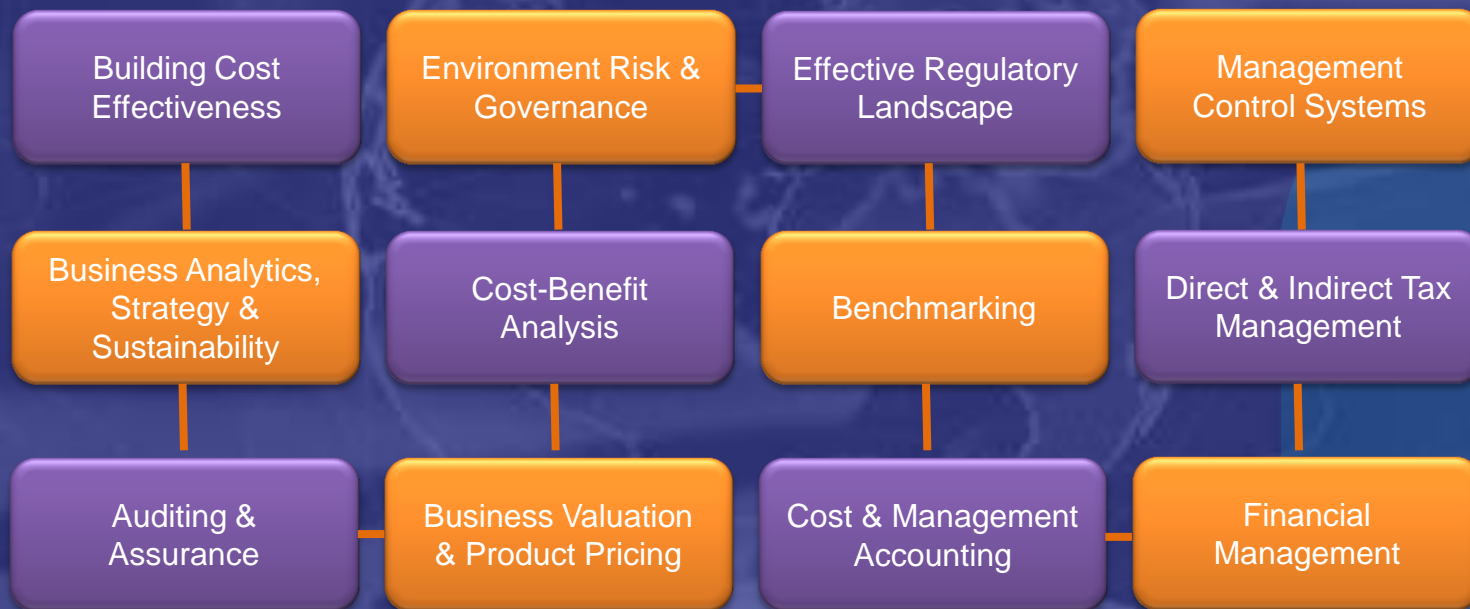 Building Cost
Effectiveness
Environment Risk &
Governance
Effective Regulatory
Landscape
Management
Control Systems
Business Analytics,
Strategy &
Sustainability
Cost-Benefit
Analysis
Benchmarking
Direct & Indirect Tax
Management
Auditing &
Assurance
Business Valuation
& Product Pricing
Cost & Management
Accounting
Financial
Management